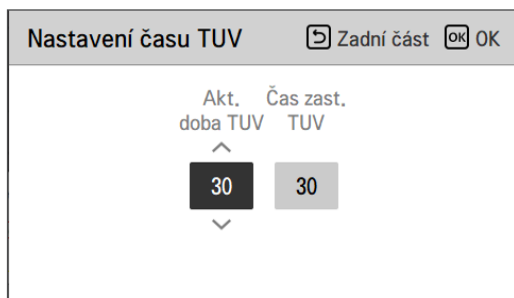 Nastavení času TUV Zadní část OK OK
Akt. Čas zast.
doba TUV TUV
30 30